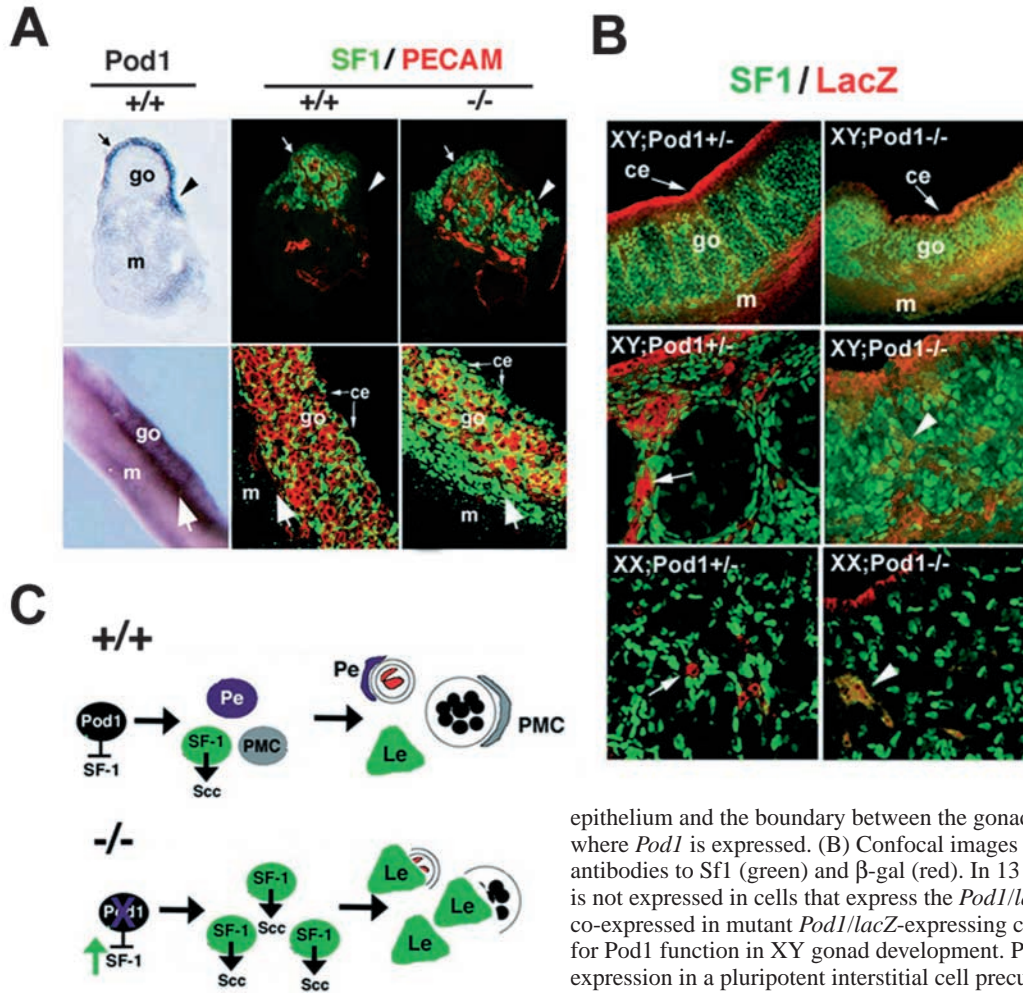 A
Pod1
+/+
SF1/PECAM
+/+
-/-
go
m
go
m
ce
go
m
ce
go
m
B
SF1/LacZ
XY;Pod1+/-
ce
go
m
XY;Pod1-/-
ce
go
m
XY;Pod1+/-
XY;Pod1-/-
XX;Pod1+/-
XX;Pod1-/-
C
+/+
Pod1
SF-1
Pe
SF-1
PMC
Scc
Pe
Le
PMC
-/-
Pod1
SF-1
SF-1
Scc
SF-1
Scc
SF-1
Scc
Le
Le
Le
epithelium and the boundary between the gonad
where Pod1 is expressed. (B) Confocal images
antibodies to Sf1 (green) and β-gal (red). In 13
is not expressed in cells that express the Pod1/la
co-expressed in mutant Pod1/lacZ-expressing c
for Pod1 function in XY gonad development. P
expression in a pluripotent interstitial cell precu